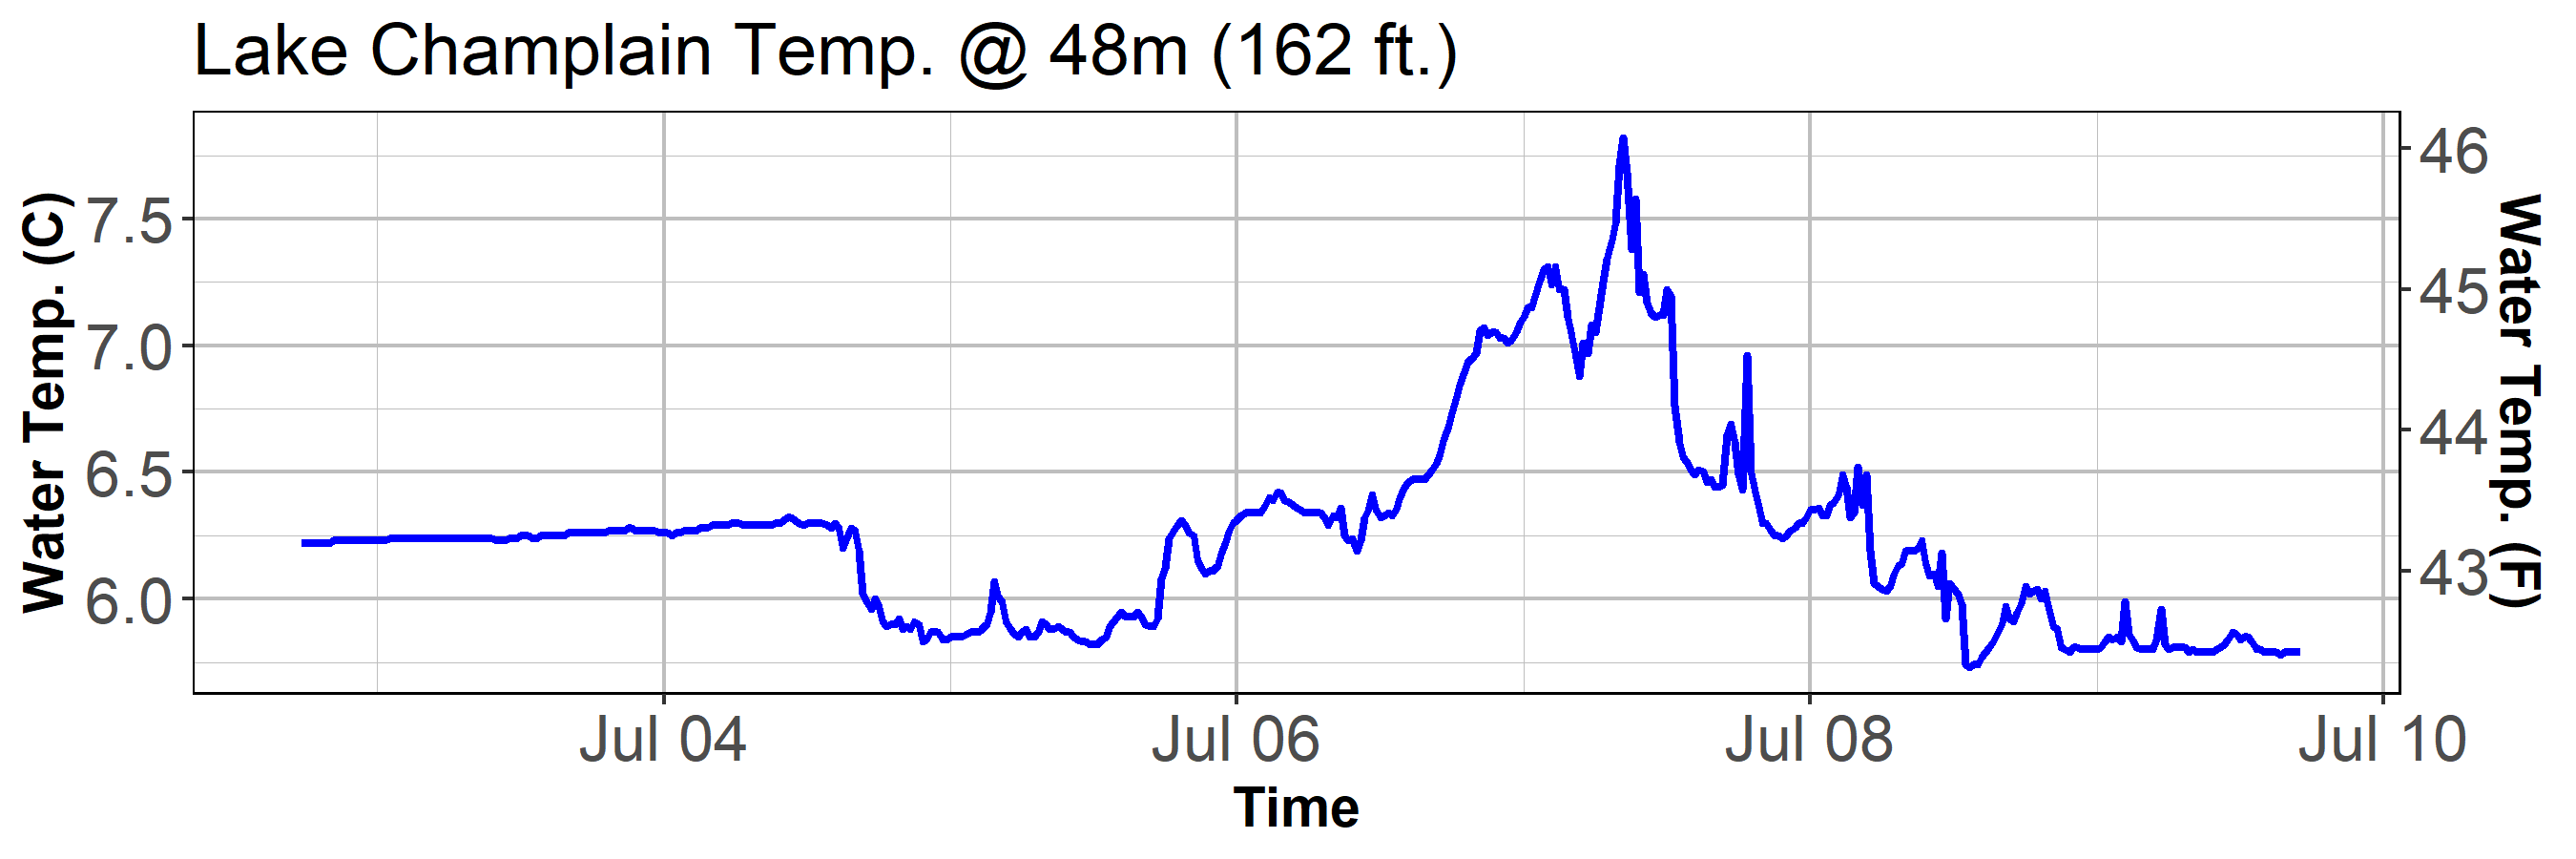 Lake Champlain Temp. @ 48m (162 ft.)
Water Temp. (C)
7.5
7.0
6.5
6.0
46
45
44
43
Water Temp. (F)
Jul 04
Jul 06
Jul 08
Jul 10
Time